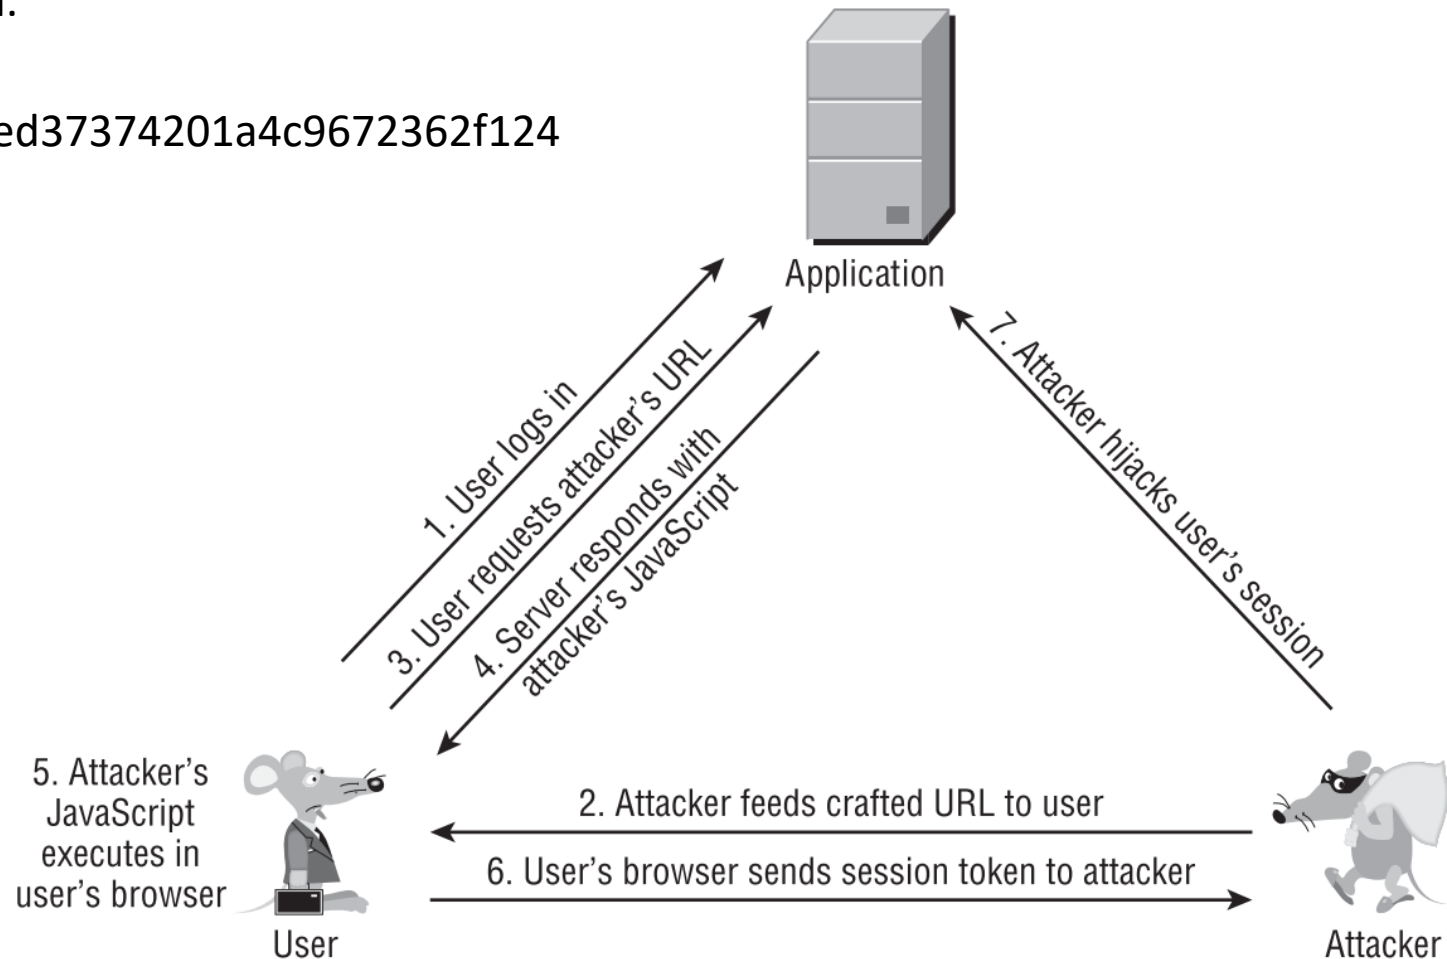 ed37374201a4c9672362f124
Application
1. User logs in
3. User requests attacker’s URL
4. Server responds with
attacker’s JavaScript
7. Attacker hijacks user’s session
5. Attacker’s
JavaScript
executes in
user’s browser
2. Attacker feeds crafted URL to user
6. User’s browser sends session token to attacker
User
Attacker